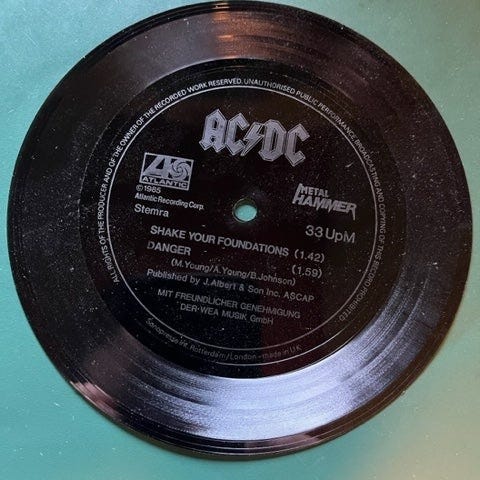 ALL RIGHTS OF THE PRODUCER AND OF THE OWNER OF THE RECORDED WORK RESERVED. UNAUTHORISED PUBLIC PERFORMANCE BROADCASTING AND COPYING OF THIS RECORD PROHIBITED
AC/DC
ATLANTIC
©1985
Atlantic Recording Corp.
Stemra
METAL
HAMMER
33 UpM
SHAKE YOUR FOUNDATIONS (1.42)
DANGER (1.59)
(M.Young/A.Young/B.Johnson)
Published by J. Albert & Son Inc. ASCAP
MIT FREUNDLICHER GENEHMIGUNG
DER WEA MUSIK GmbH
Sonopresse Rotterdam/London - made in U.K